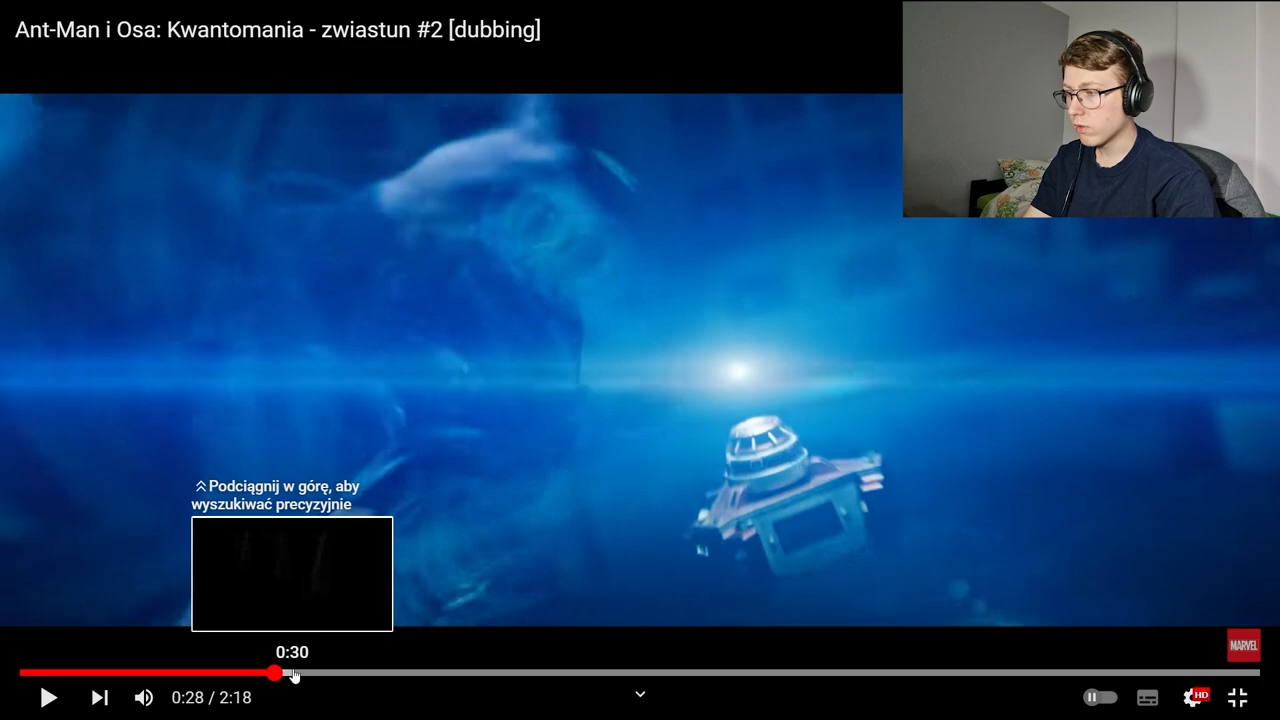 Ant-Man i Osa: Kwantomania - zwiastun #2 [dubbing]
Podciągnij w górę, aby
wyszukiwać precyzyjnie
0:30
MARVEL
0:28 / 2:18
HD